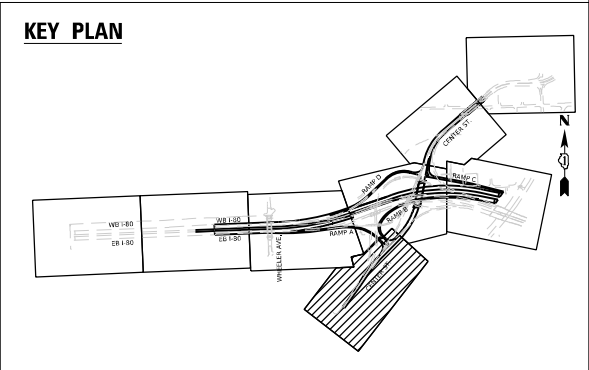 KEY PLAN
CENTER ST.
N
1
RAMP D
RAMP C
RAMP B
WB I-80
WB I-80
EB I-80
EB I-80
RAMP A
WHEELER AVE.
CENTER ST.